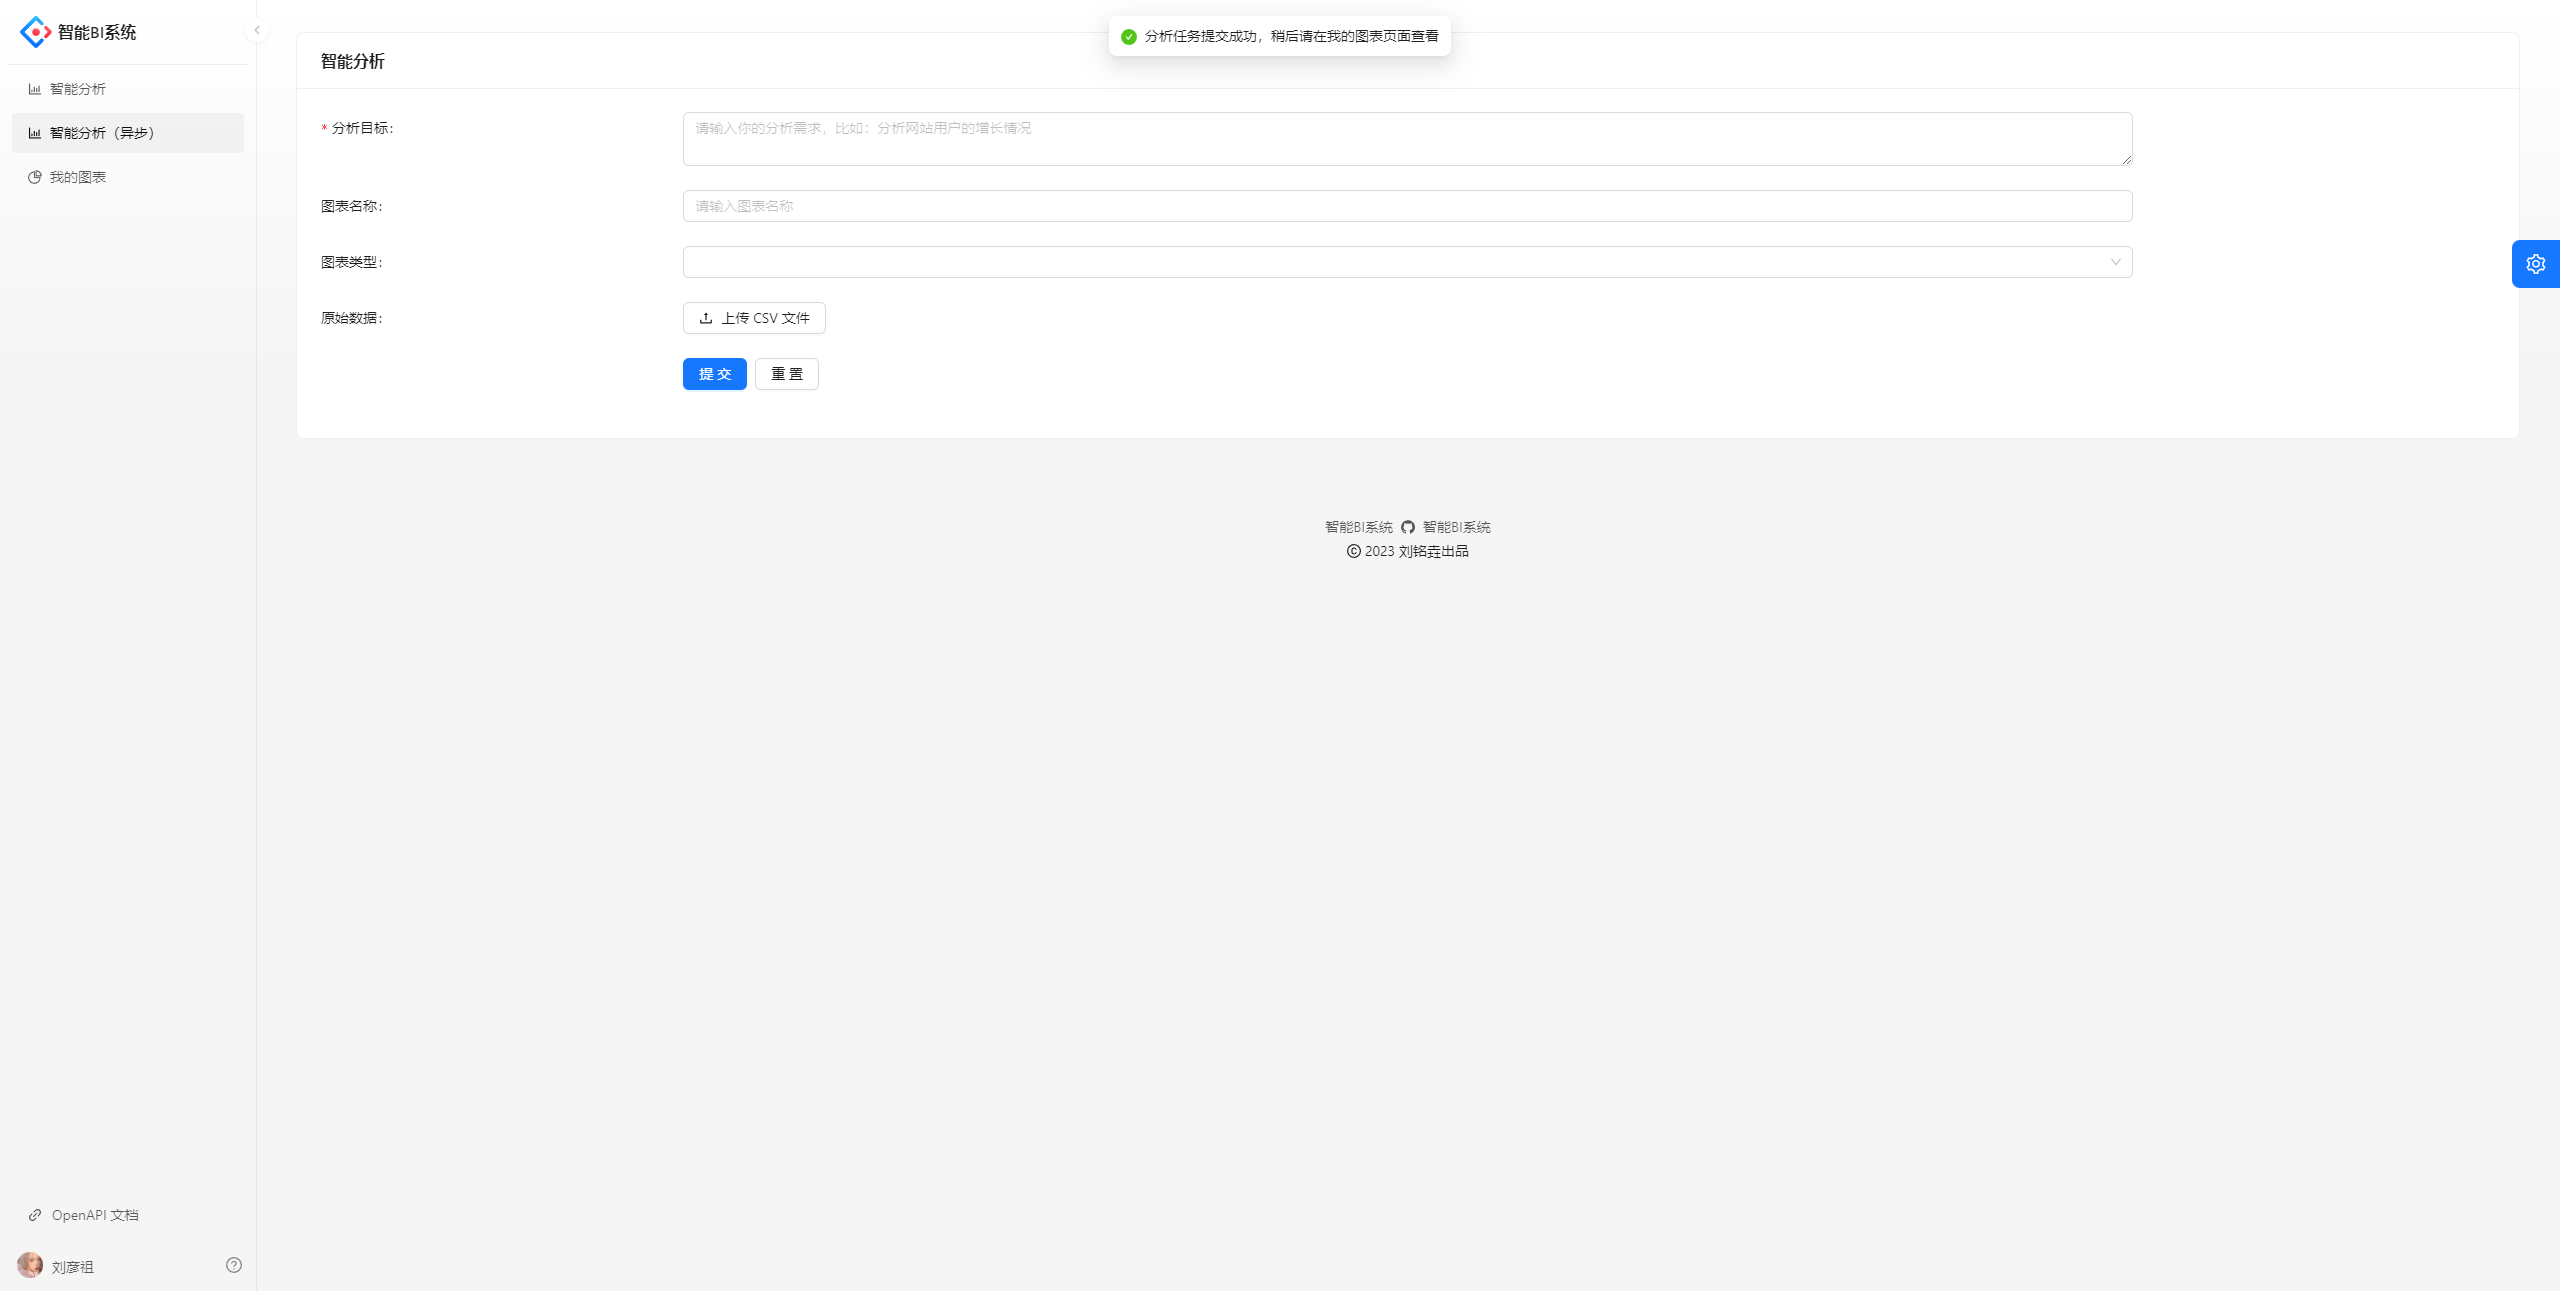 智能BI系统
智能分析
智能分析（异步）
我的图表
分析任务提交成功，稍后请在我的图表页面查看
智能分析
* 分析目标：
请输入你的分析需求，比如：分析网站用户的增长情况
图表名称：
请输入图表名称
图表类型：
原始数据：
上传 CSV 文件
提 交
重 置
智能BI系统 智能BI系统
© 2023 刘铭垚出品
OpenAPI 文档
刘彦祖